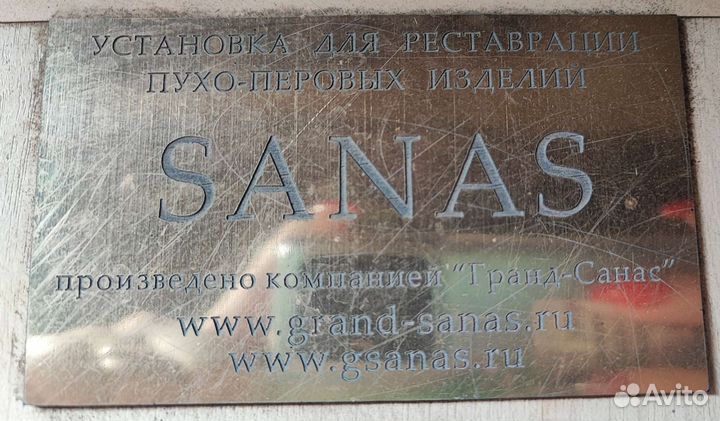 УСТАНОВКА ДЛЯ РЕСТАВРАЦИИ
ПУХО-ПЕРОВЫХ ИЗДЕЛИЙ
SANAS
произведено компанией "Гранд-Санас"
www.grand-sanas.ru
www.gsanas.ru
Avito